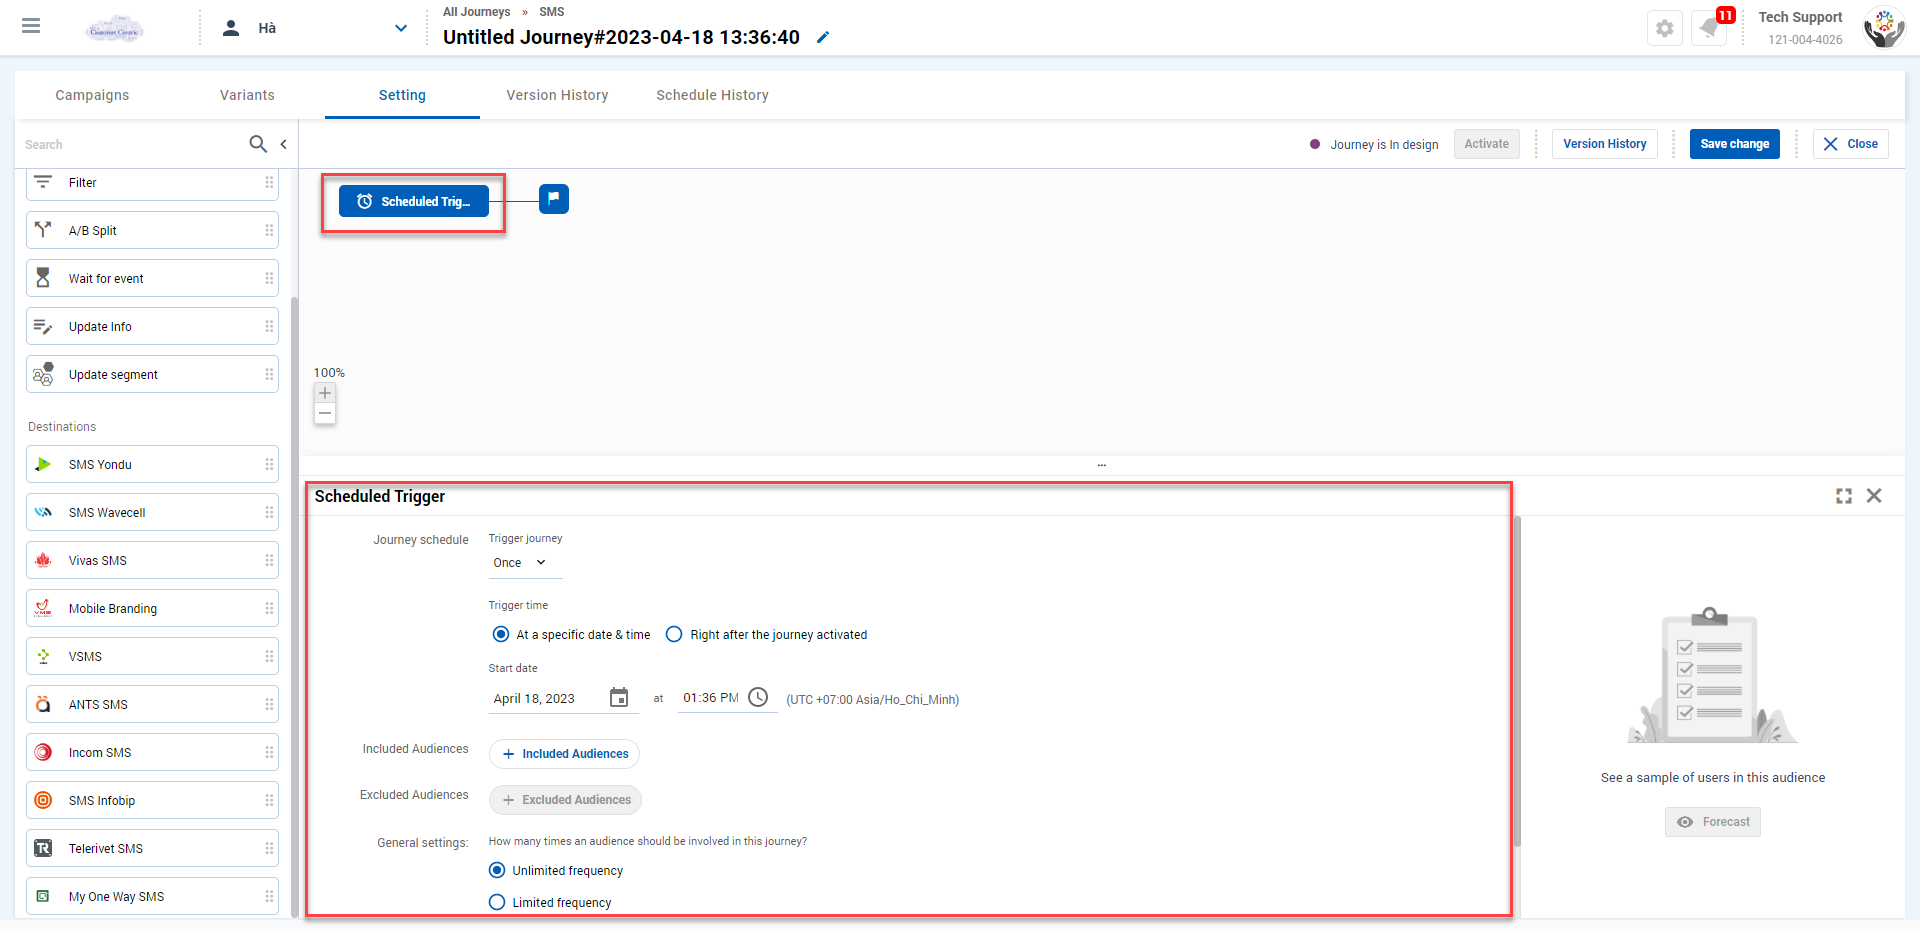 Customer Centric
Hà
All Journeys » SMS
Untitled Journey#2023-04-18 13:36:40
11
Tech Support
121-004-4026
Campaigns
Variants
Setting
Version History
Schedule History
Search
Journey is In design
Activate
Version History
Save change
Close
Filter
A/B Split
Wait for event
Update Info
Update segment
Destinations
SMS Yondu
SMS Wavecell
Vivas SMS
Mobile Branding
VSMS
ANTS SMS
Incom SMS
SMS Infobip
Telerivet SMS
My One Way SMS
Scheduled Trig...
100%
Scheduled Trigger
Journey schedule
Trigger journey
Once
Trigger time
At a specific date & time
Right after the journey activated
Start date
April 18, 2023 at 01:36 PM (UTC +07:00 Asia/Ho_Chi_Minh)
Included Audiences
+ Included Audiences
Excluded Audiences
+ Excluded Audiences
General settings:
How many times an audience should be involved in this journey?
Unlimited frequency
Limited frequency
See a sample of users in this audience
Forecast